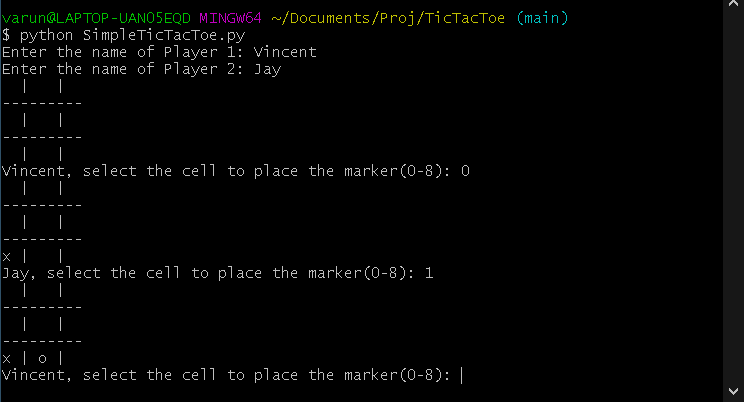 varun@LAPTOP-UANO5EQD MINGW64 ~/Documents/Proj/TicTacToe (main)
$ python SimpleTicTacToe.py
Enter the name of Player 1: Vincent
Enter the name of Player 2: Jay
  |   |
---------
  |   |
---------
  |   |
Vincent, select the cell to place the marker(0-8): 0
  |   |
---------
  |   |
---------
x |   |
Jay, select the cell to place the marker(0-8): 1
  |   |
---------
  |   |
---------
x | o |
Vincent, select the cell to place the marker(0-8):